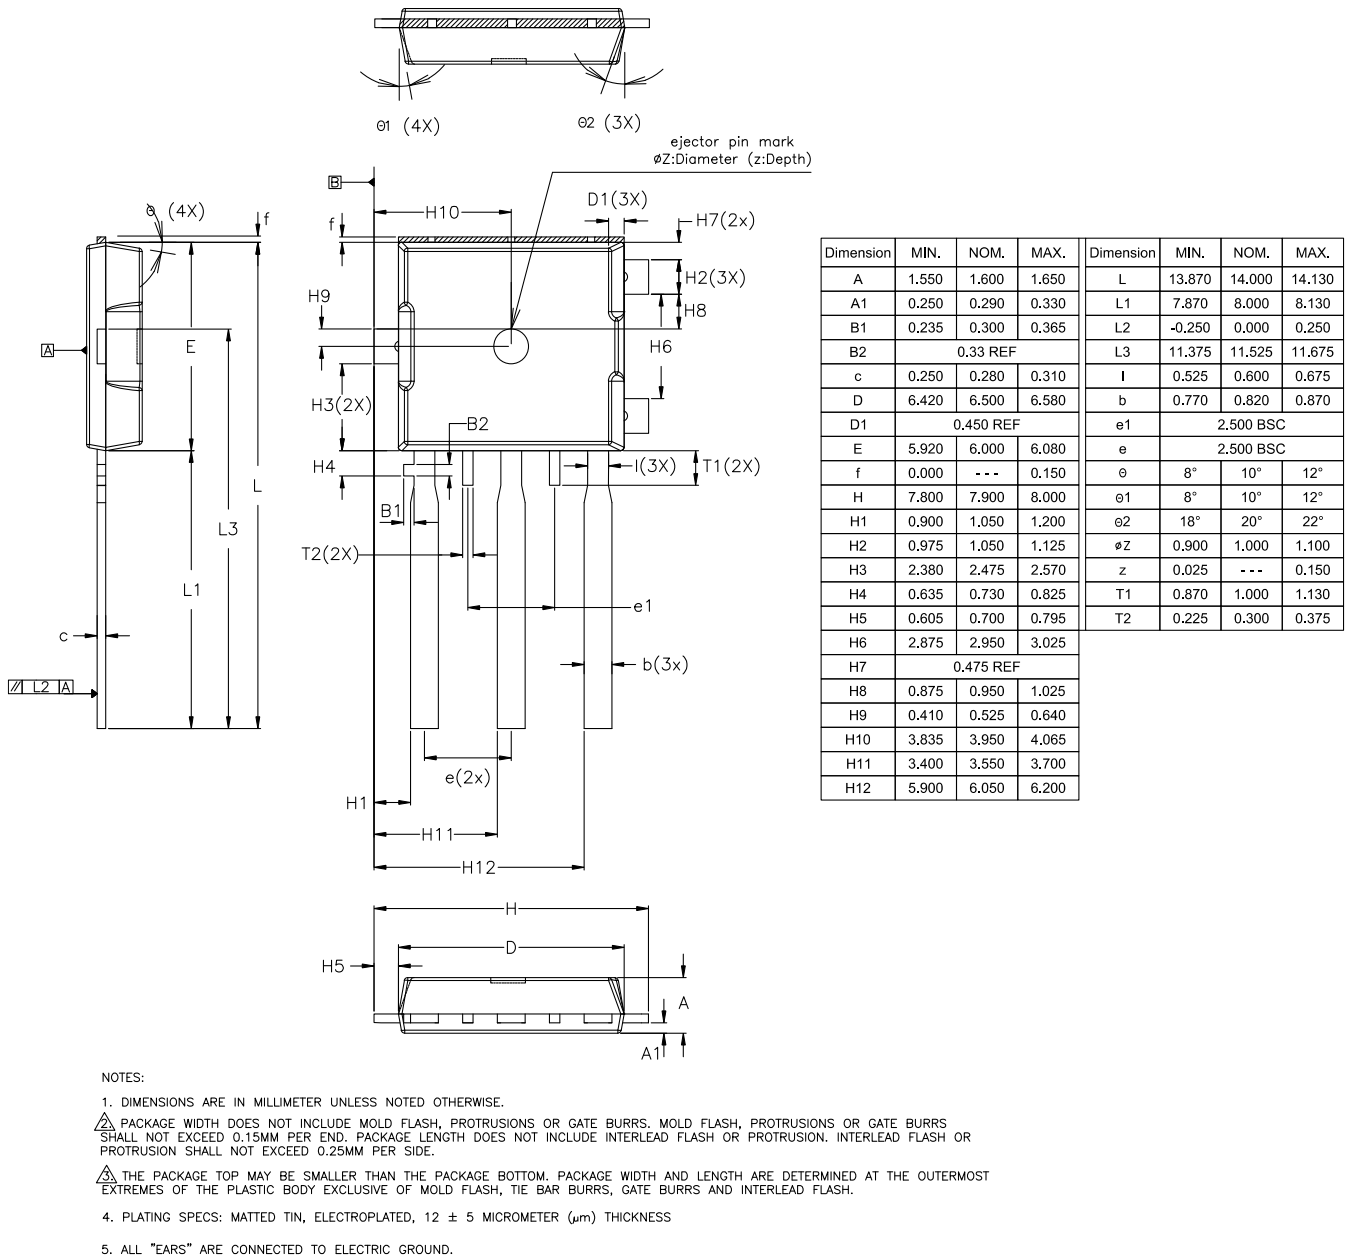 Θ1 (4X)
Θ2 (3X)
ejector pin mark
øZ:Diameter (z:Depth)
B
H10
D1(3X)
H7(2x)
f
Θ (4X)
f
H2(3X)
H9
H8
H6
A
E
H3(2X)
B2
H4
I(3X)
T1(2X)
L
B1
L3
T2(2X)
L1
e1
c
b(3x)
// L2 A
e(2x)
H1
H11
H12
H
D
H5
A
A1
Dimension MIN. NOM. MAX. Dimension MIN. NOM. MAX.
A 1.550 1.600 1.650 L 13.870 14.000 14.130
A1 0.250 0.290 0.330 L1 7.870 8.000 8.130
B1 0.235 0.300 0.365 L2 -0.250 0.000 0.250
B2 0.33 REF L3 11.375 11.525 11.675
c 0.250 0.280 0.310 I 0.525 0.600 0.675
D 6.420 6.500 6.580 b 0.770 0.820 0.870
D1 0.450 REF e1 2.500 BSC
E 5.920 6.000 6.080 e 2.500 BSC
f 0.000 --- 0.150 Θ 8° 10° 12°
H 7.800 7.900 8.000 Θ1 8° 10° 12°
H1 0.900 1.050 1.200 Θ2 18° 20° 22°
H2 0.975 1.050 1.125 øZ 0.900 1.000 1.100
H3 2.380 2.475 2.570 z 0.025 --- 0.150
H4 0.635 0.730 0.825 T1 0.870 1.000 1.130
H5 0.605 0.700 0.795 T2 0.225 0.300 0.375
H6 2.875 2.950 3.025
H7 0.475 REF
H8 0.875 0.950 1.025
H9 0.410 0.525 0.640
H10 3.835 3.950 4.065
H11 3.400 3.550 3.700
H12 5.900 6.050 6.200
NOTES:
1. DIMENSIONS ARE IN MILLIMETER UNLESS NOTED OTHERWISE.
2. PACKAGE WIDTH DOES NOT INCLUDE MOLD FLASH, PROTRUSIONS OR GATE BURRS. MOLD FLASH, PROTRUSIONS OR GATE BURRS
SHALL NOT EXCEED 0.15MM PER END. PACKAGE LENGTH DOES NOT INCLUDE INTERLEAD FLASH OR PROTRUSION. INTERLEAD FLASH OR
PROTRUSION SHALL NOT EXCEED 0.25MM PER SIDE.
3. THE PACKAGE TOP MAY BE SMALLER THAN THE PACKAGE BOTTOM. PACKAGE WIDTH AND LENGTH ARE DETERMINED AT THE OUTERMOST
EXTREMES OF THE PLASTIC BODY EXCLUSIVE OF MOLD FLASH, TIE BAR BURRS, GATE BURRS AND INTERLEAD FLASH.
4. PLATING SPECS: MATTED TIN, ELECTROPLATED, 12 ± 5 MICROMETER (μm) THICKNESS
5. ALL "EARS" ARE CONNECTED TO ELECTRIC GROUND.